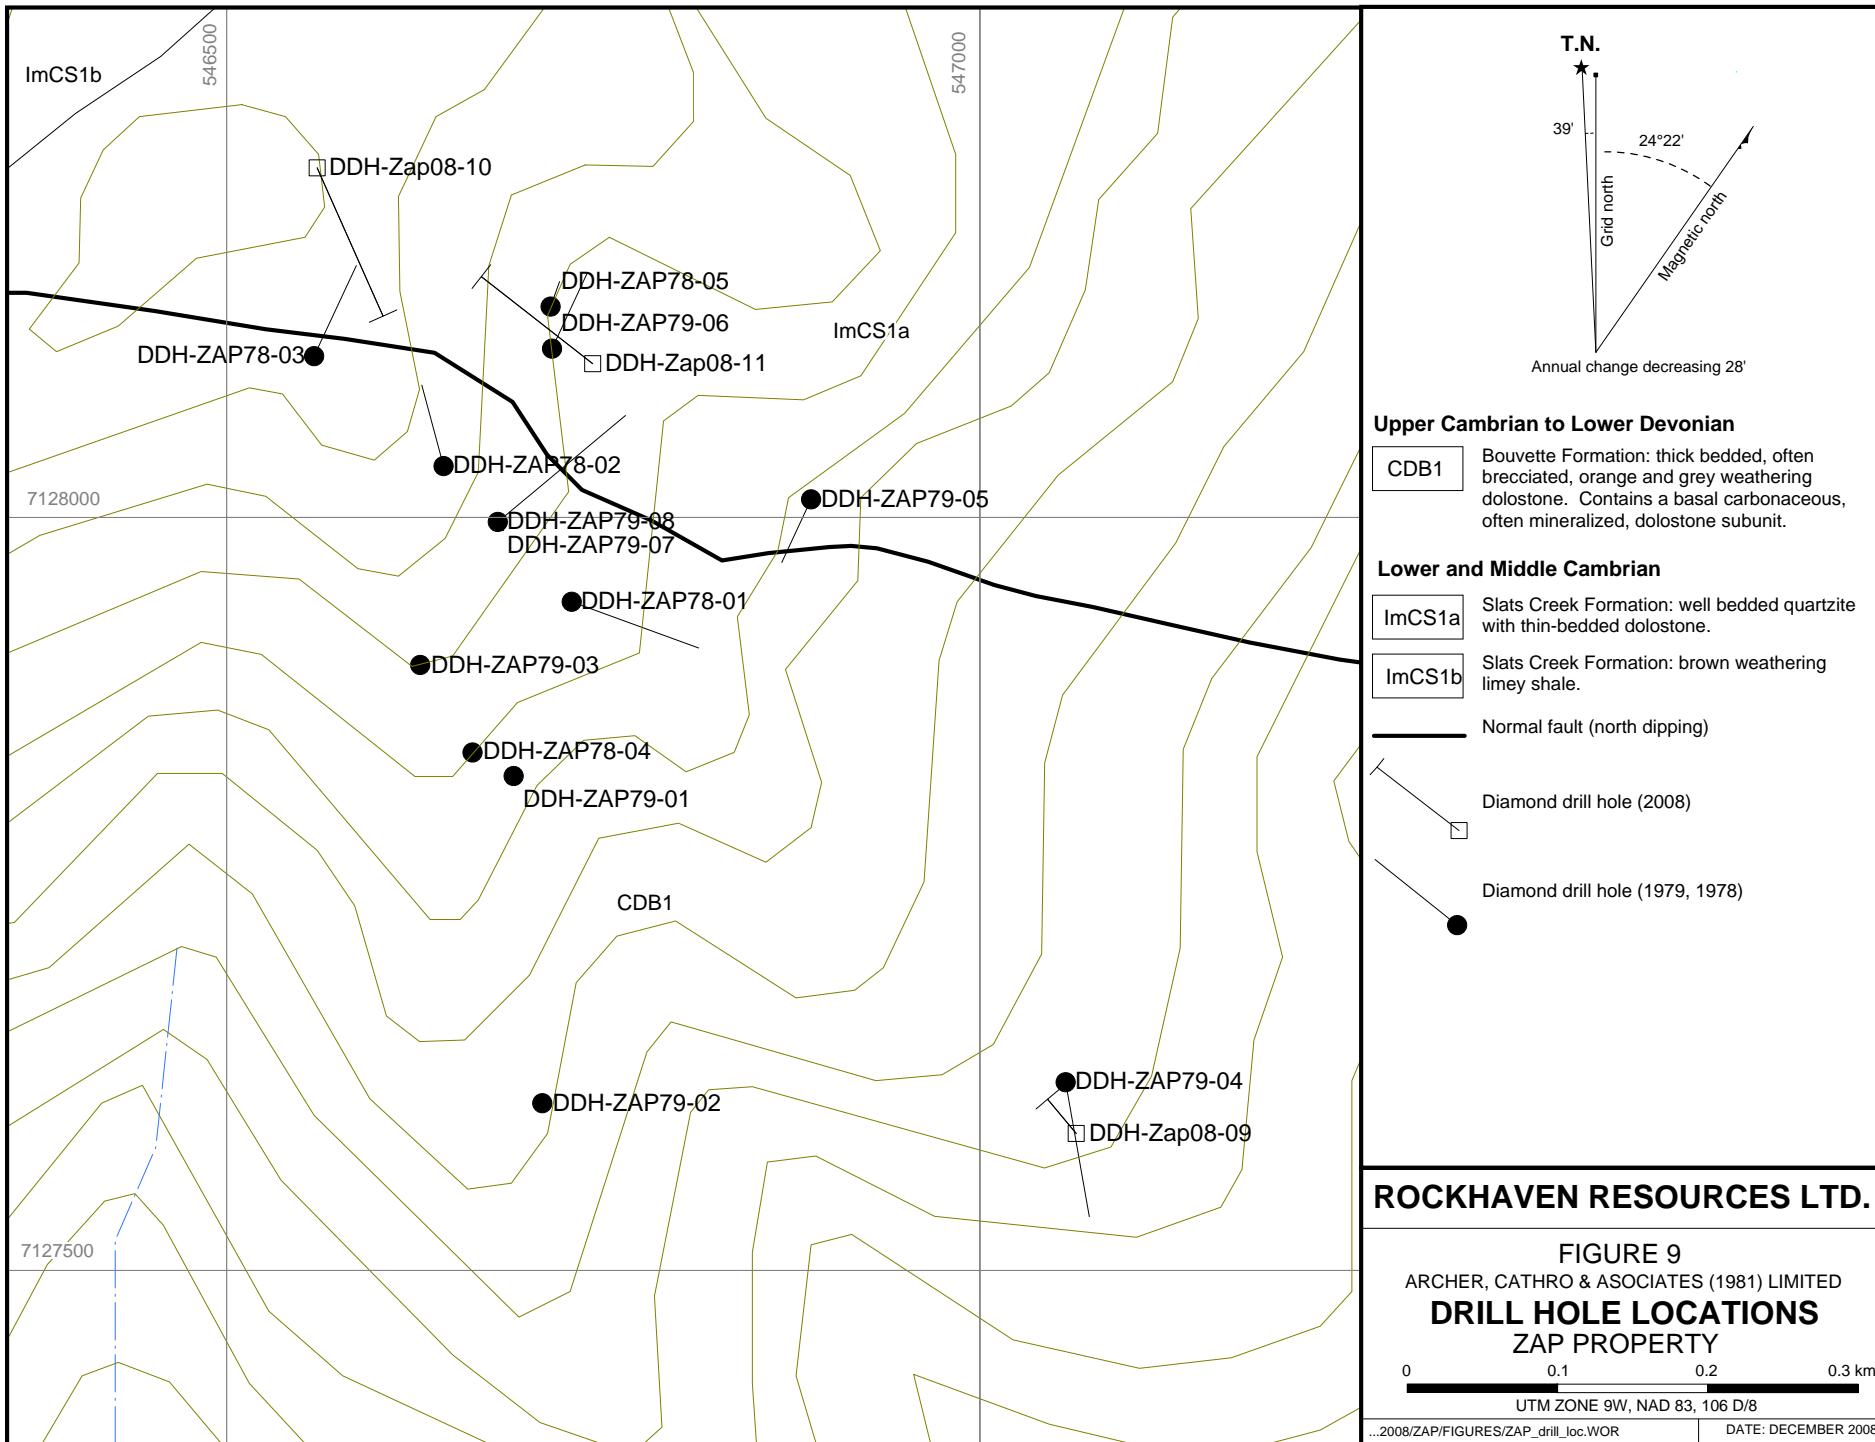 ImCS1b
546500
547000
DDH-Zap08-10
DDH-ZAP78-05
DDH-ZAP79-06
ImCS1a
DDH-ZAP78-03
DDH-Zap08-11
DDH-ZAP78-02
7128000
DDH-ZAP79-05
DDH-ZAP79-08
DDH-ZAP79-07
DDH-ZAP78-01
DDH-ZAP79-03
DDH-ZAP78-04
DDH-ZAP79-01
CDB1
DDH-ZAP79-04
DDH-ZAP79-02
DDH-Zap08-09
7127500
T.N.
39'
24°22'
Grid north
Magnetic north
Annual change decreasing 28'
Upper Cambrian to Lower Devonian
CDB1
Bouvette Formation: thick bedded, often
brecciated, orange and grey weathering
dolostone. Contains a basal carbonaceous,
often mineralized, dolostone subunit.
Lower and Middle Cambrian
ImCS1a
Slats Creek Formation: well bedded quartzite
with thin-bedded dolostone.
ImCS1b
Slats Creek Formation: brown weathering
limey shale.
Normal fault (north dipping)
Diamond drill hole (2008)
Diamond drill hole (1979, 1978)
ROCKHAVEN RESOURCES LTD.
FIGURE 9
ARCHER, CATHRO & ASOCIATES (1981) LIMITED
DRILL HOLE LOCATIONS
ZAP PROPERTY
0 0.1 0.2 0.3 km
UTM ZONE 9W, NAD 83, 106 D/8
...2008/ZAP/FIGURES/ZAP_drill_loc.WOR
DATE: DECEMBER 2008